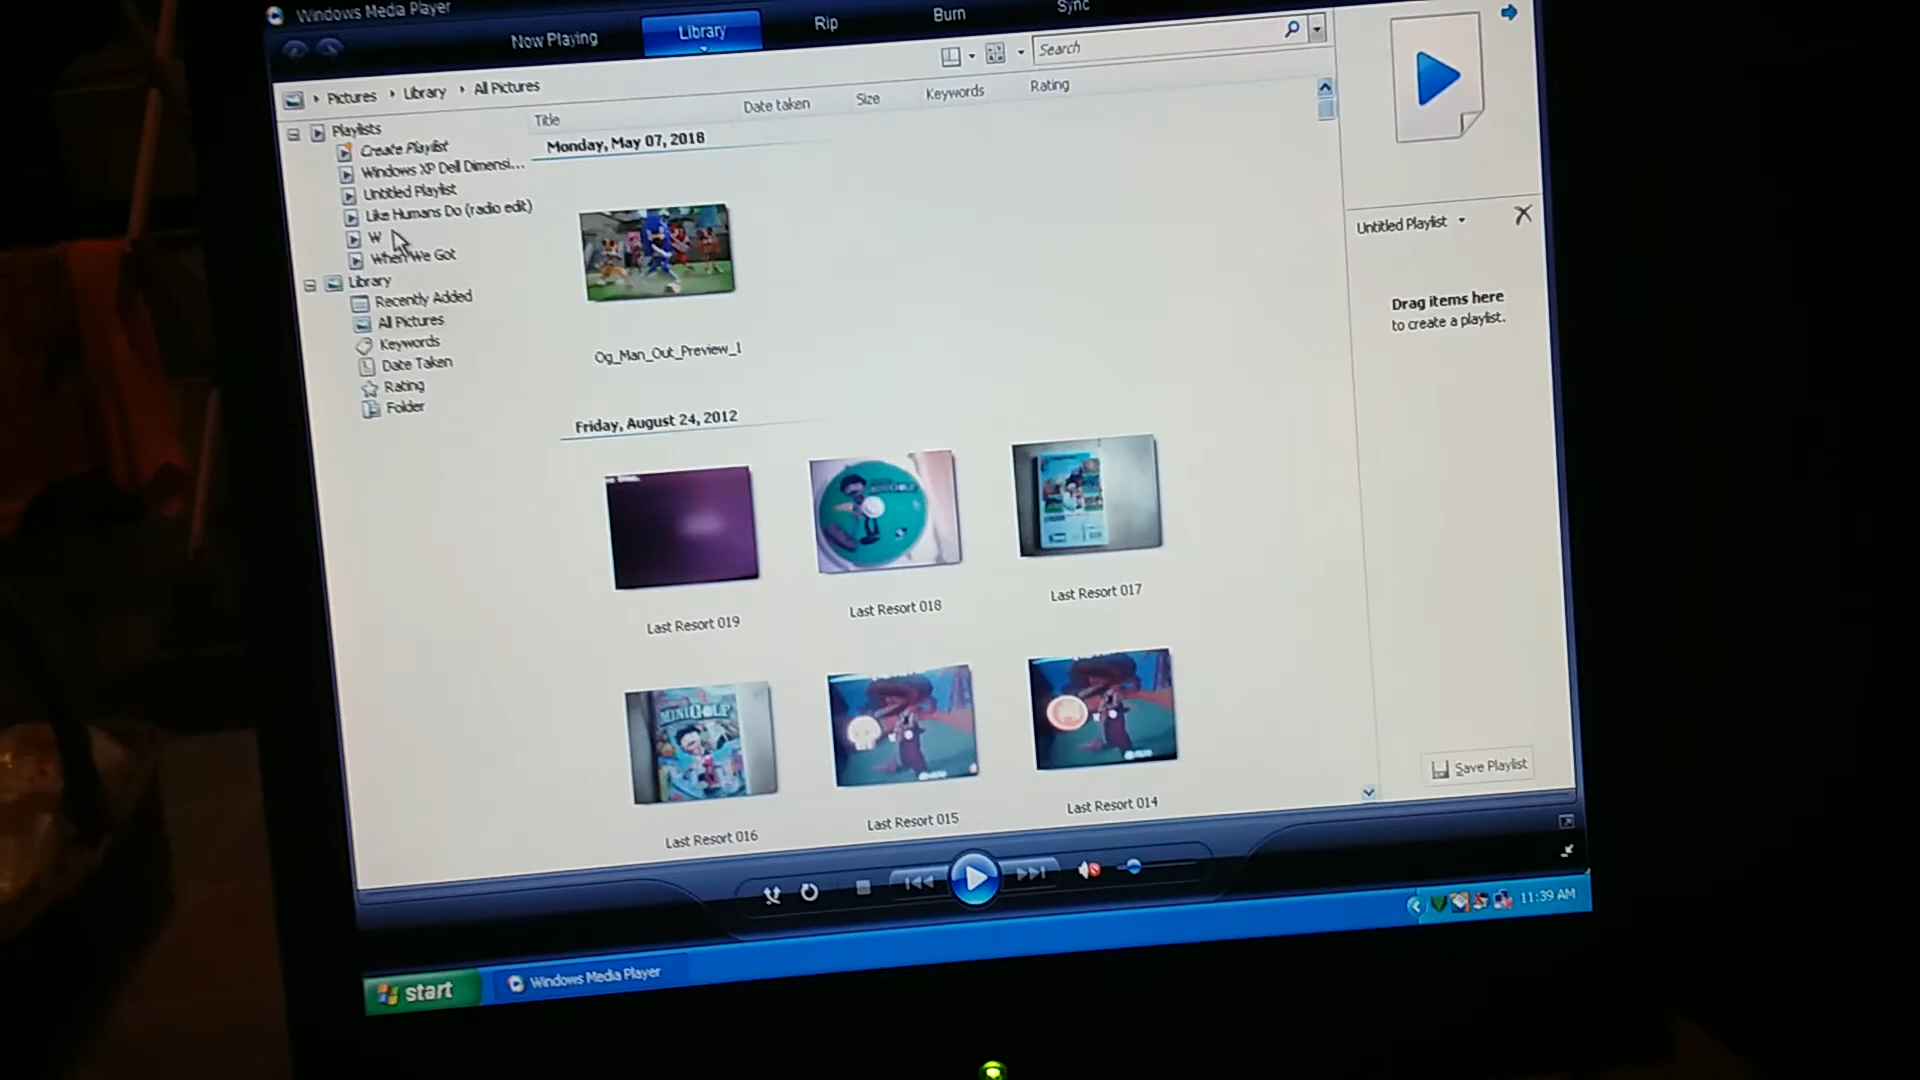 Windows Media Player
Now Playing
Library
Rip
Burn
Sync
Search
Pictures
Library
All Pictures
Title
Date taken
Size
Keywords
Rating
Playlists
Create Playlist
Windows XP Dell Dimensi...
Untitled Playlist
Like Humans Do (radio edit)
W
When We Got
Library
Recently Added
All Pictures
Keywords
Date Taken
Rating
Folder
Monday, May 07, 2018
Og_Man_Out_Preview_1
Friday, August 24, 2012
Last Resort 019
Last Resort 018
Last Resort 017
MINIGOLF
Last Resort 016
Last Resort 015
Last Resort 014
Untitled Playlist
Drag items here
to create a playlist.
Save Playlist
start
Windows Media Player
11:39 AM